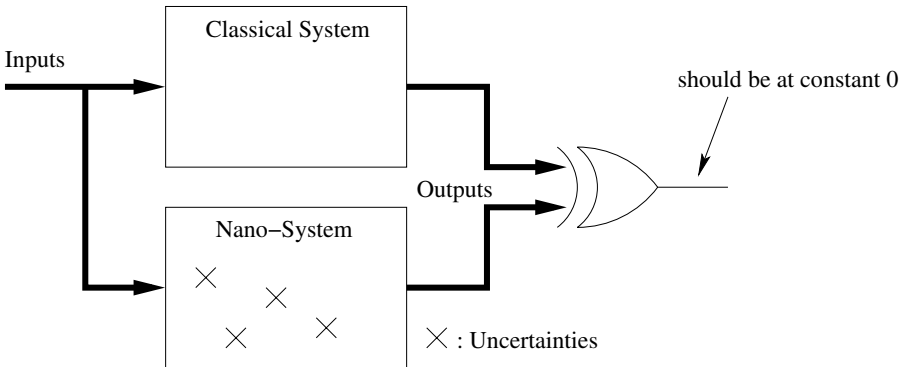 Classical System
Inputs
should be at constant 0
Outputs
Nano−System
: Uncertainties